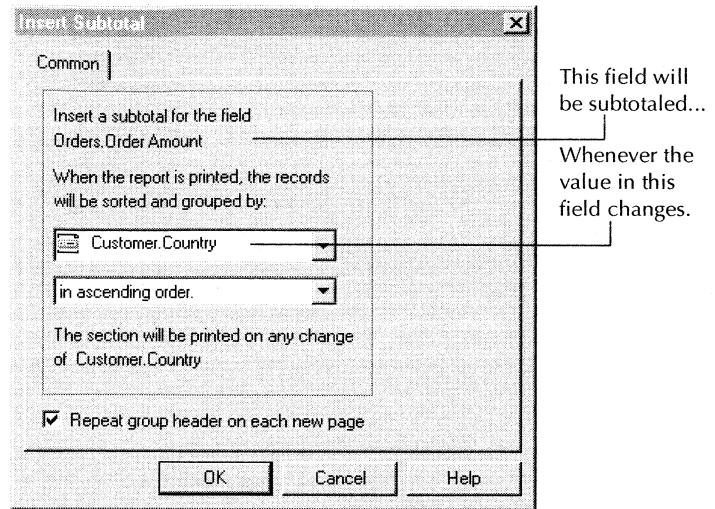 Insert Subtotal
Common
Insert a subtotal for the field
Orders.Order Amount
When the report is printed, the records
will be sorted and grouped by:
Customer.Country
in ascending order.
The section will be printed on any change
of Customer.Country
Repeat group header on each new page
OK Cancel Help
This field will
be subtotaled...
Whenever the
value in this
field changes.